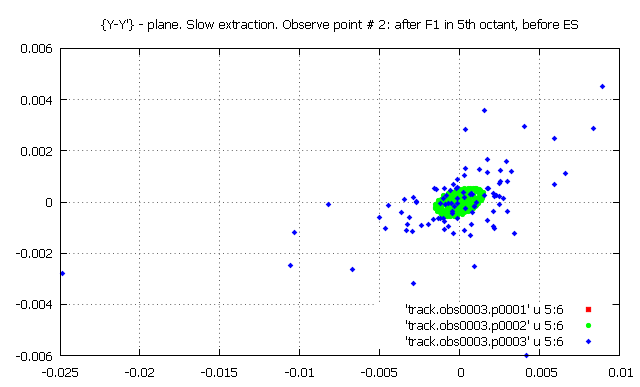 {Y-Y'} - plane. Slow extraction. Observe point # 2: after F1 in 5th octant, before ES
0.006
0.004
0.002
0
-0.002
-0.004
-0.006
'track.obs0003.p0001' u 5:6
'track.obs0003.p0002' u 5:6
'track.obs0003.p0003' u 5:6
-0.025 -0.02 -0.015 -0.01 -0.005 0 0.005 0.01